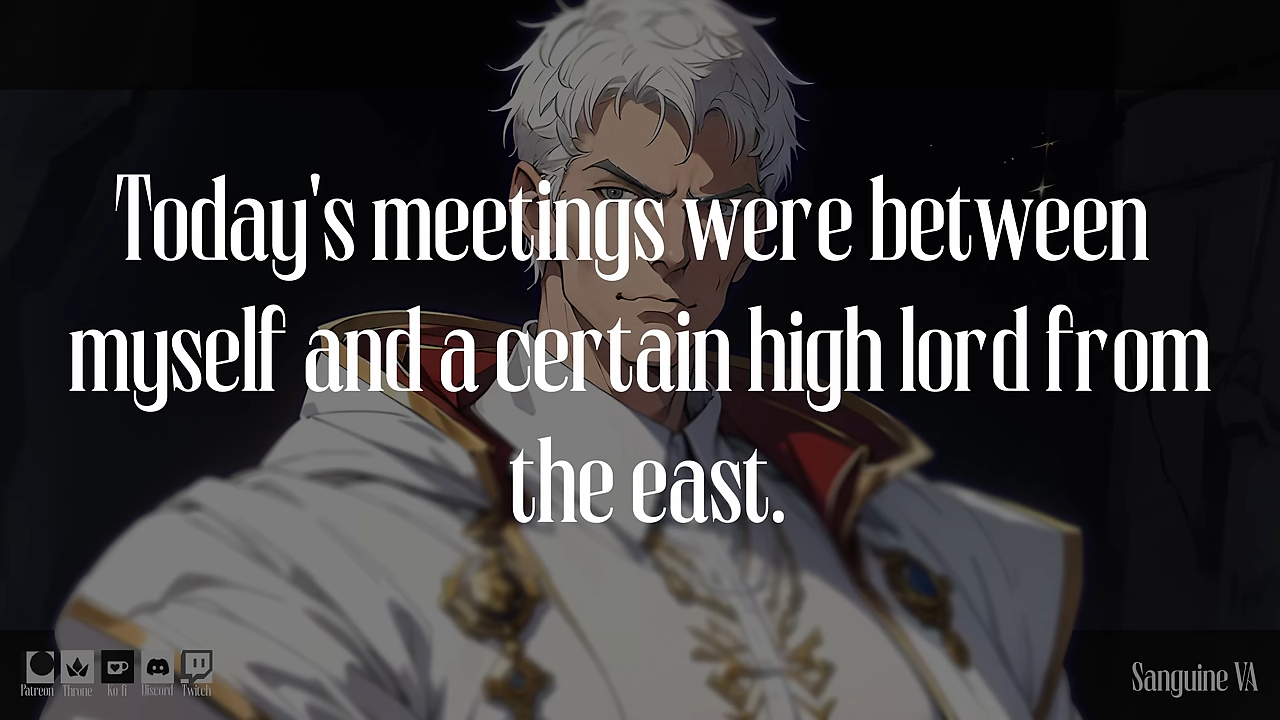 Today's meetings were between
myself and a certain high lord from
the east.
Patreon Throne Ko fi Discord Twitch
Sanguine VA